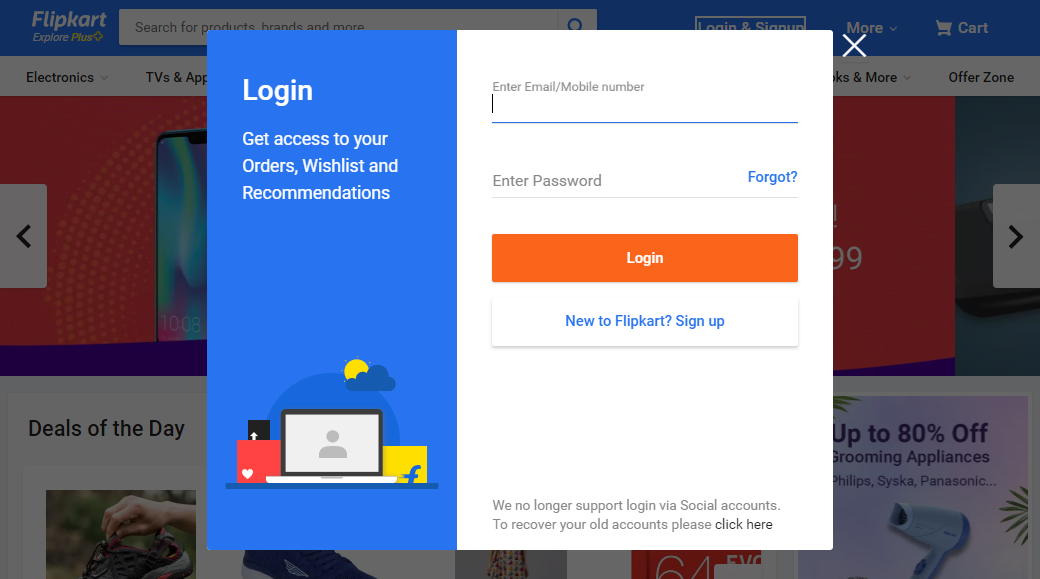 Flipkart
Explore Plus
Search for products, brands and more
Login & Signup
More
Cart
Electronics
TVs &
& More
Offer Zone
Login
Get access to your
Orders, Wishlist and
Recommendations
Enter Email/Mobile number
Enter Password
Forgot?
Login
New to Flipkart? Sign up
We no longer support login via Social accounts.
To recover your old accounts please click here
10:08
99
Deals of the Day
Up to 80% Off
Grooming Appliances
Philips, Syska, Panasonic...
64